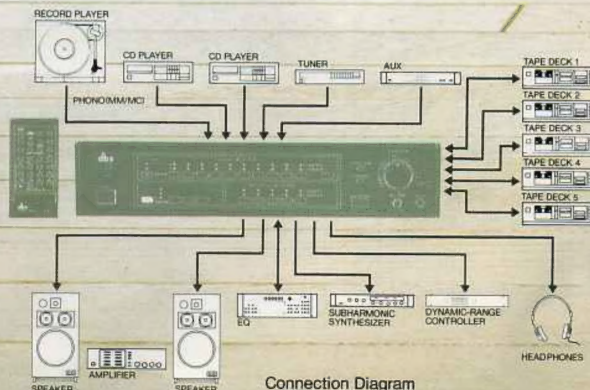 RECORD PLAYER
CD PLAYER
CD PLAYER
TUNER
AUX
TAPE DECK 1
TAPE DECK 2
TAPE DECK 3
TAPE DECK 4
TAPE DECK 5
PHONO(MM/MC)
dbx
SPEAKER
AMPLIFIER
SPEAKER
EQ
SUBHARMONIC
SYNTHESIZER
DYNAMIC-RANGE
CONTROLLER
HEADPHONES
Connection Diagram